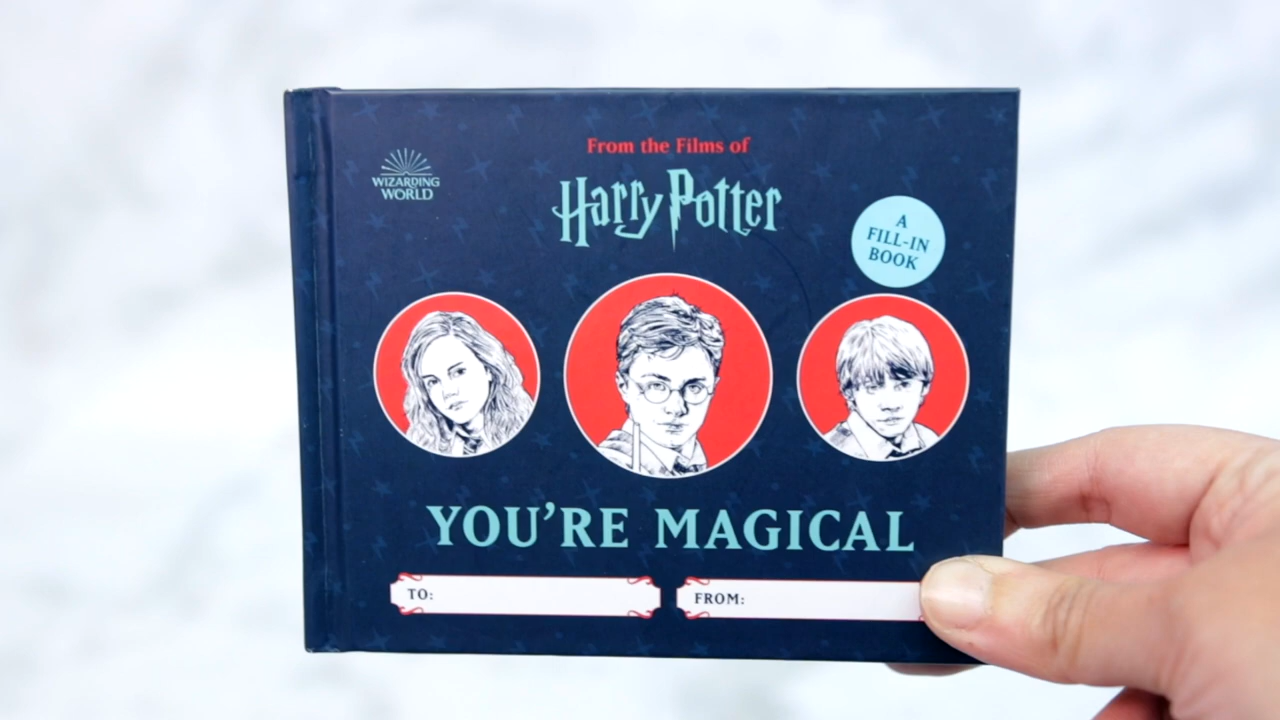 From the Films of
Harry Potter
WIZARDING
WORLD
A
FILL-IN
BOOK
YOU'RE MAGICAL
TO:
FROM: